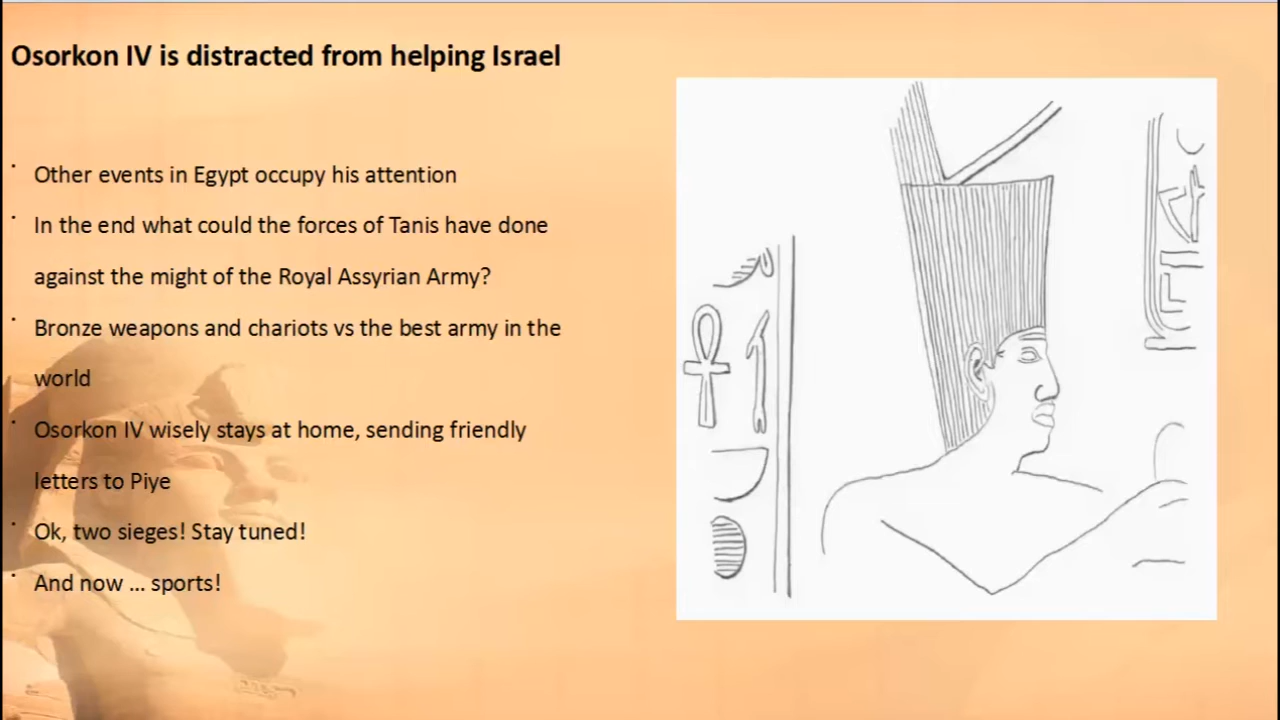 Osorkon IV is distracted from helping Israel
· Other events in Egypt occupy his attention
· In the end what could the forces of Tanis have done
against the might of the Royal Assyrian Army?
· Bronze weapons and chariots vs the best army in the
world
· Osorkon IV wisely stays at home, sending friendly
letters to Piye
· Ok, two sieges! Stay tuned!
· And now ... sports!